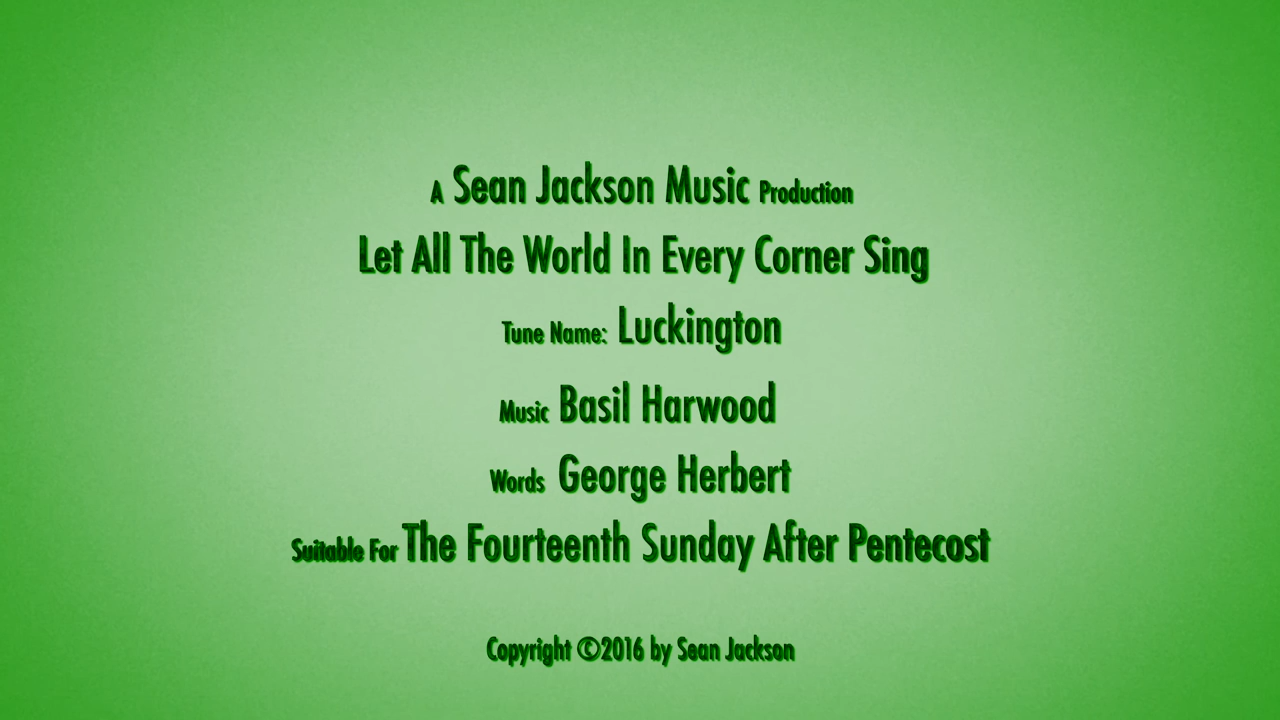 A Sean Jackson Music Production
Let All The World In Every Corner Sing
Tune Name: Luckington
Music Basil Harwood
Words George Herbert
Suitable For The Fourteenth Sunday After Pentecost
Copyright ©2016 by Sean Jackson